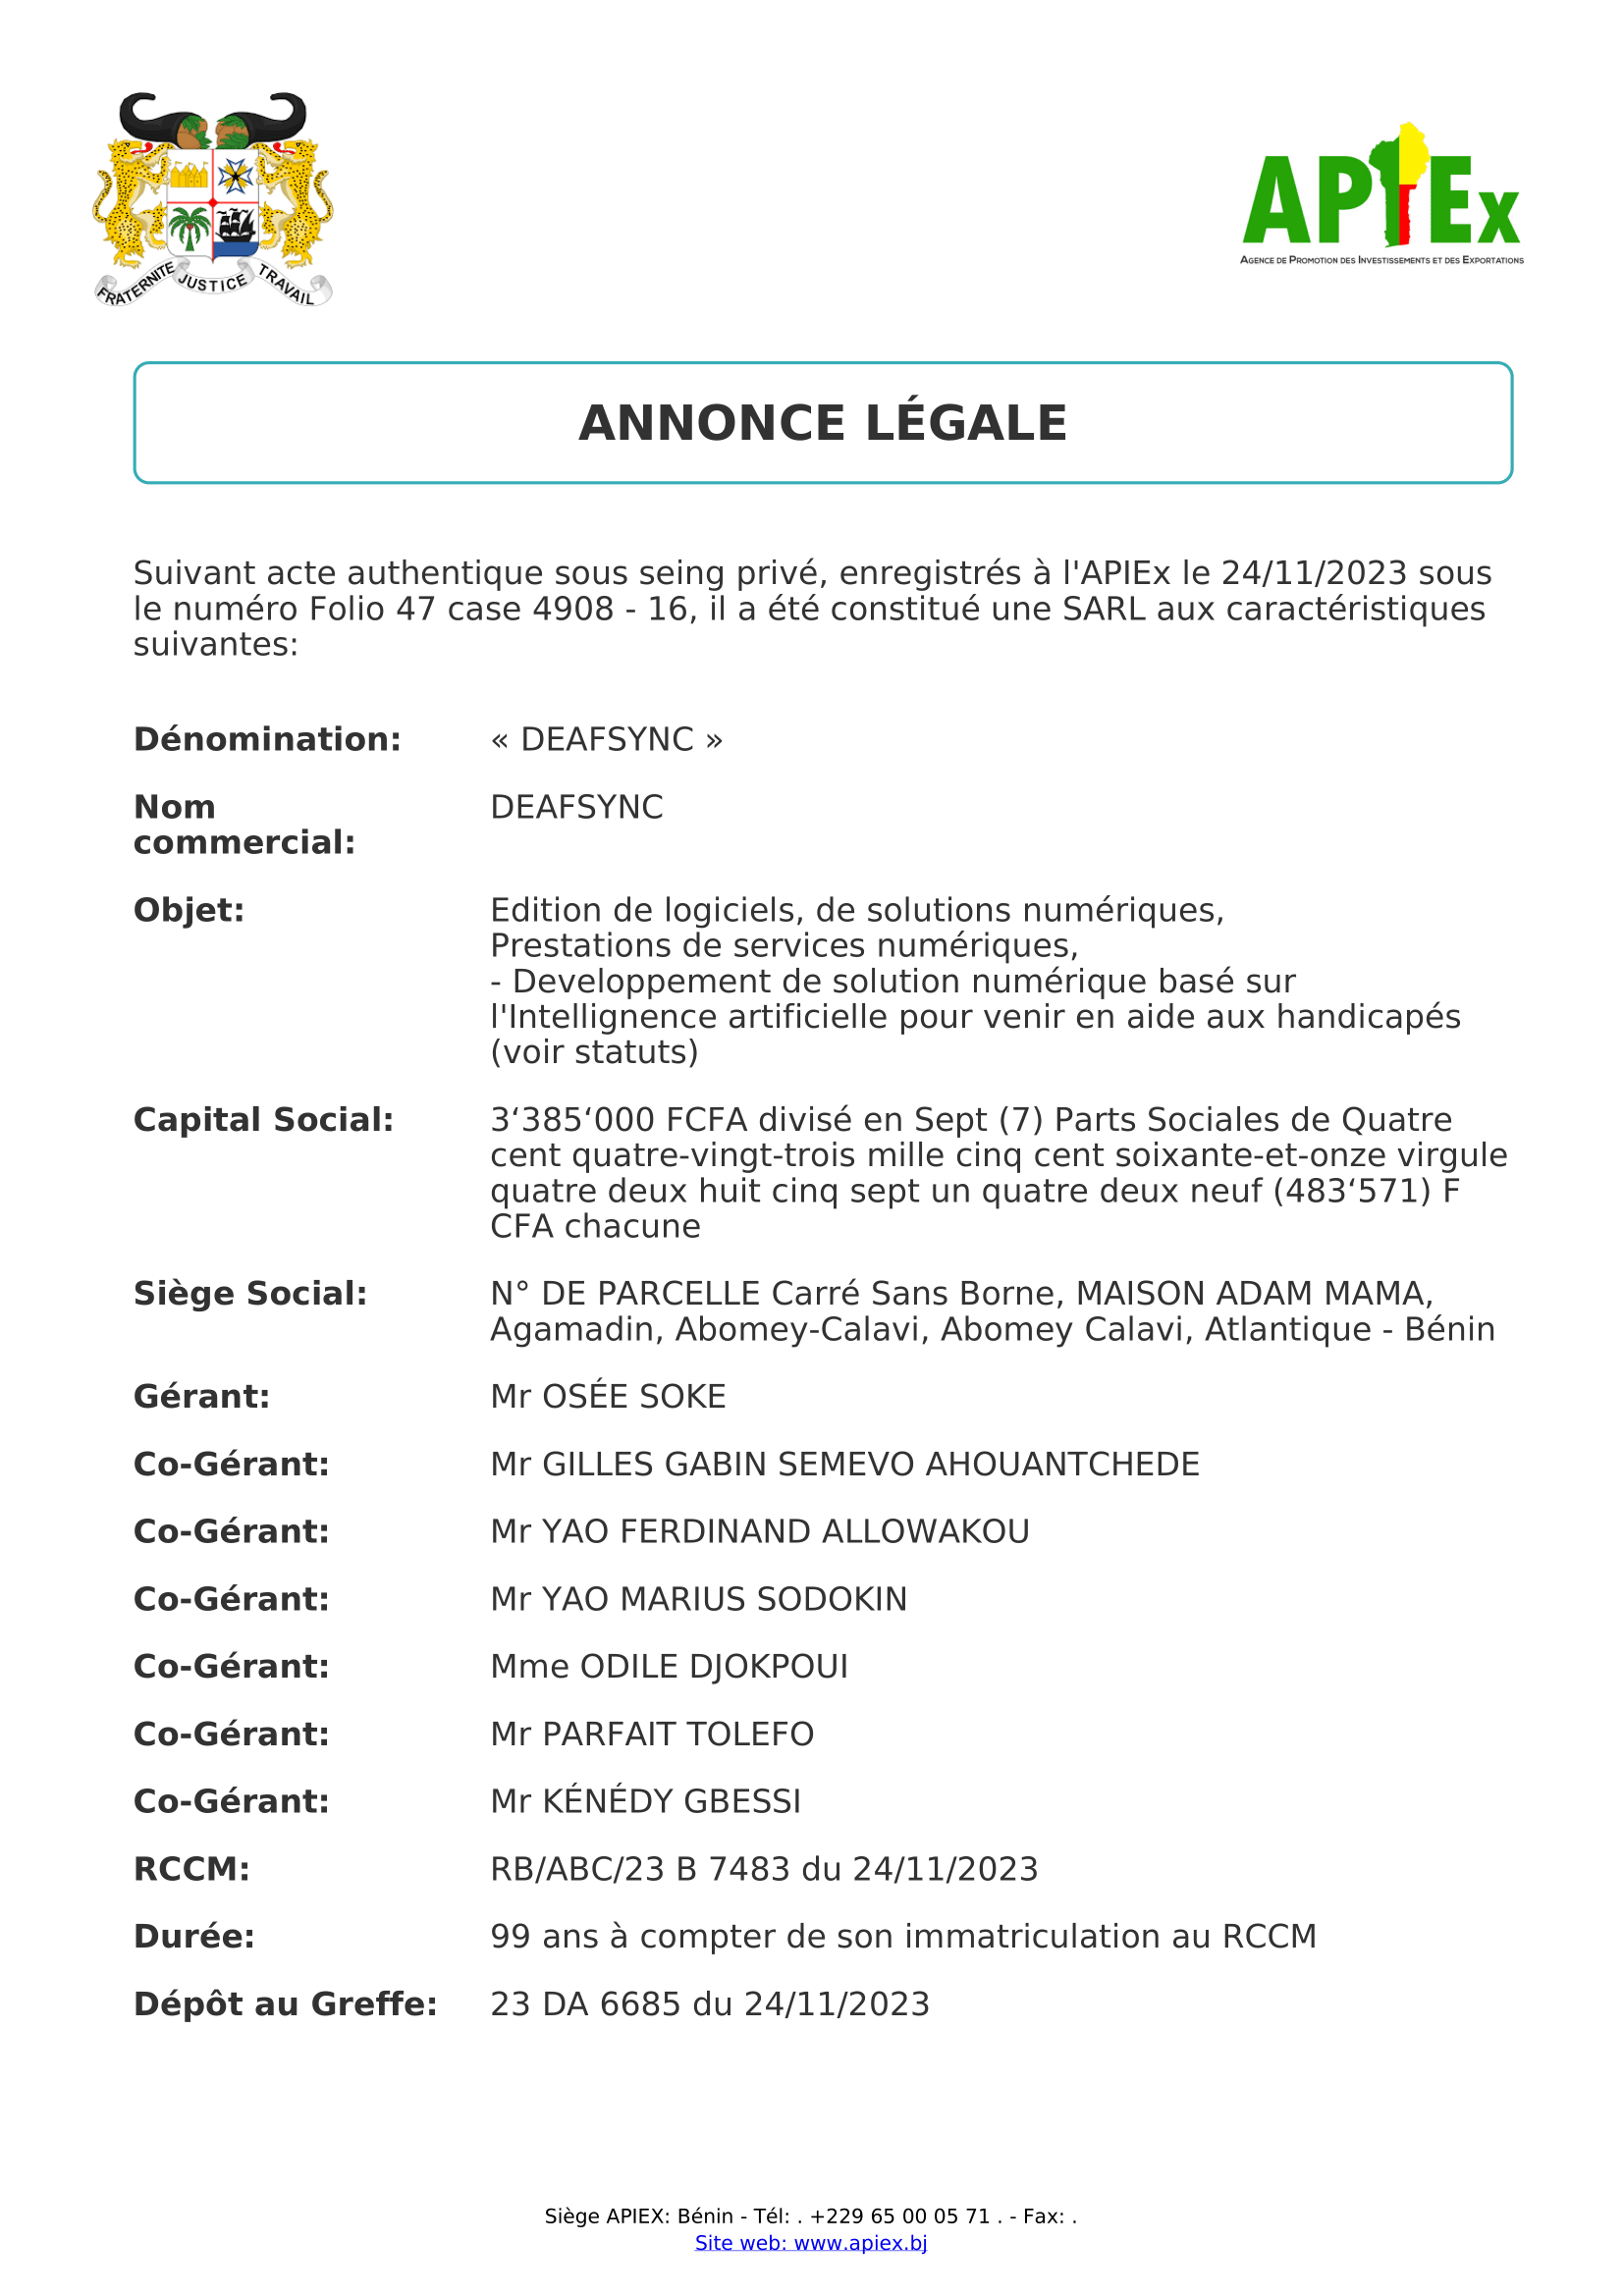 FRATERNITE JUSTICE TRAVAIL
APIEx
AGENCE DE PROMOTION DES INVESTISSEMENTS ET DES EXPORTATIONS
ANNONCE LÉGALE
Suivant acte authentique sous seing privé, enregistrés à l'APIEx le 24/11/2023 sous
le numéro Folio 47 case 4908 - 16, il a été constitué une SARL aux caractéristiques
suivantes:
Dénomination: « DEAFSYNC »
Nom DEAFSYNC
commercial:
Objet: Edition de logiciels, de solutions numériques,
Prestations de services numériques,
- Developpement de solution numérique basé sur
l'Intellignence artificielle pour venir en aide aux handicapés
(voir statuts)
Capital Social: 3‘385‘000 FCFA divisé en Sept (7) Parts Sociales de Quatre
cent quatre-vingt-trois mille cinq cent soixante-et-onze virgule
quatre deux huit cinq sept un quatre deux neuf (483‘571) F
CFA chacune
Siège Social: N° DE PARCELLE Carré Sans Borne, MAISON ADAM MAMA,
Agamadin, Abomey-Calavi, Abomey Calavi, Atlantique - Bénin
Gérant: Mr OSÉE SOKE
Co-Gérant: Mr GILLES GABIN SEMEVO AHOUANTCHEDE
Co-Gérant: Mr YAO FERDINAND ALLOWAKOU
Co-Gérant: Mr YAO MARIUS SODOKIN
Co-Gérant: Mme ODILE DJOKPOUI
Co-Gérant: Mr PARFAIT TOLEFO
Co-Gérant: Mr KÉNÉDY GBESSI
RCCM: RB/ABC/23 B 7483 du 24/11/2023
Durée: 99 ans à compter de son immatriculation au RCCM
Dépôt au Greffe: 23 DA 6685 du 24/11/2023
Siège APIEX: Bénin - Tél: . +229 65 00 05 71 . - Fax: .
Site web: www.apiex.bj